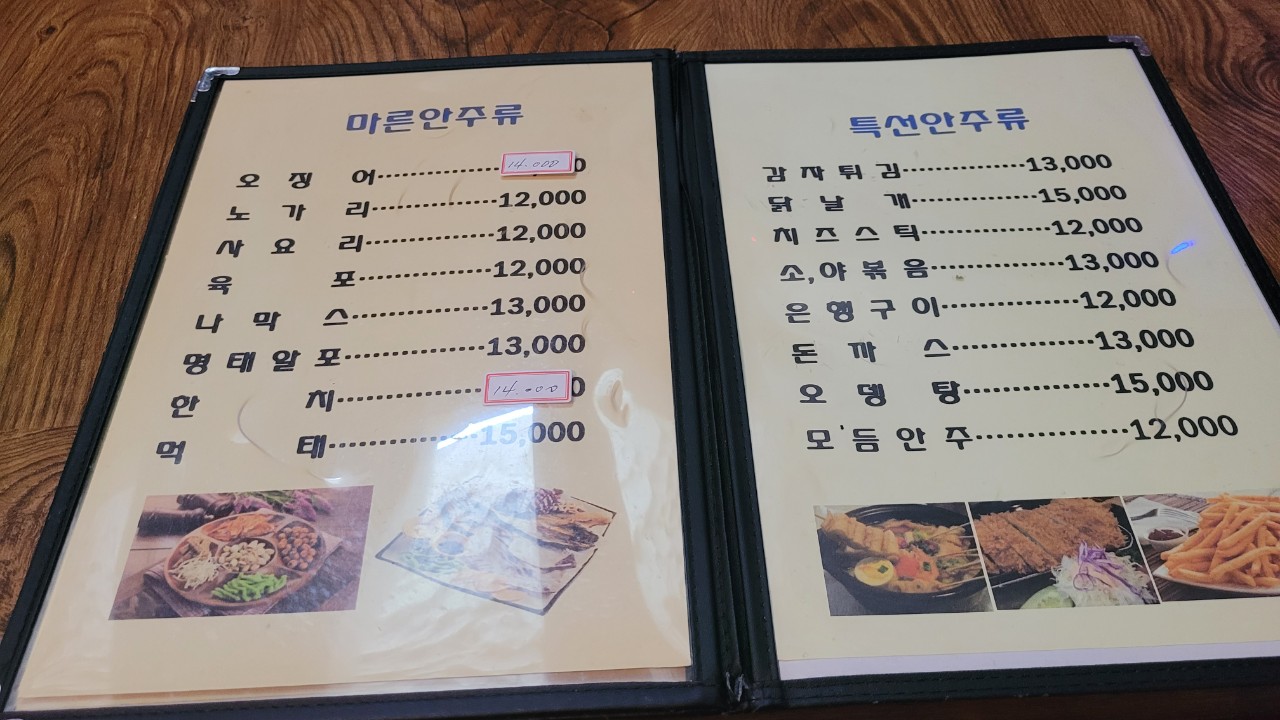 마른안주류
오징어 14.000
노가리 12,000
사요리 12,000
육포 12,000
나막스 13,000
명태알포 13,000
한치 14.000
먹태 15,000
특선안주류
감자튀김 13,000
닭날개 15,000
치즈스틱 12,000
소,야볶음 13,000
은행구이 12,000
돈까스 13,000
오뎅탕 15,000
모듬안주 12,000